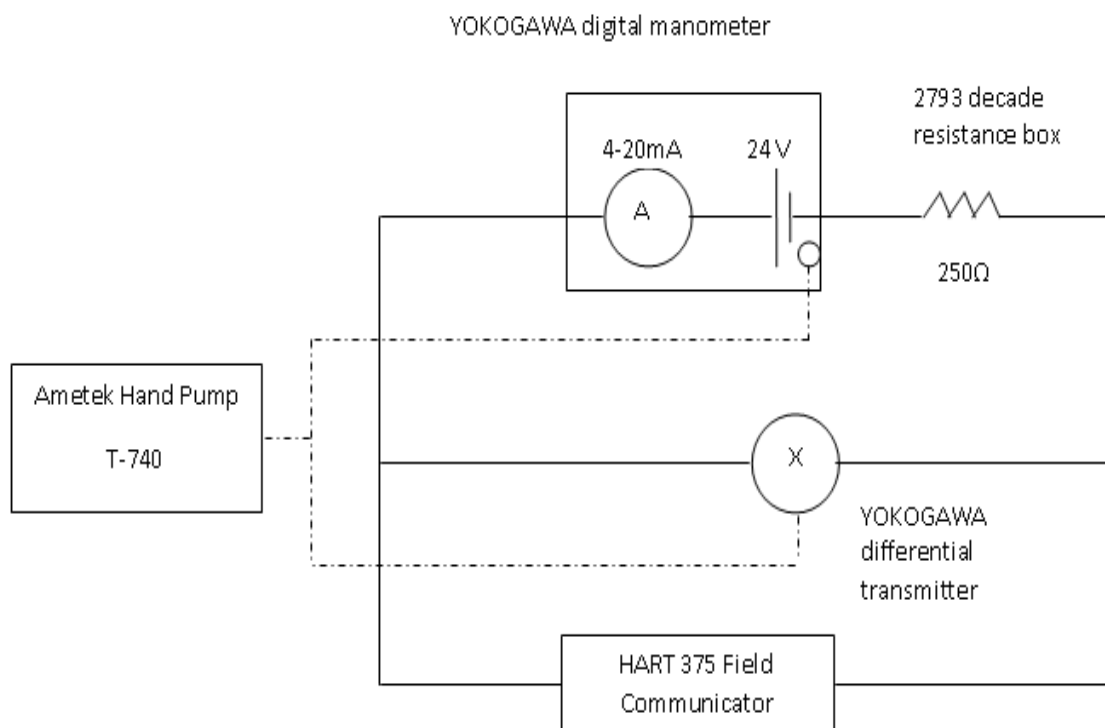 YOKOGAWA digital manometer
2793 decade
resistance box
4-20mA
24 V
A
250Ω
Ametek Hand Pump
T-740
X
YOKOGAWA
differential
transmitter
HART 375 Field
Communicator